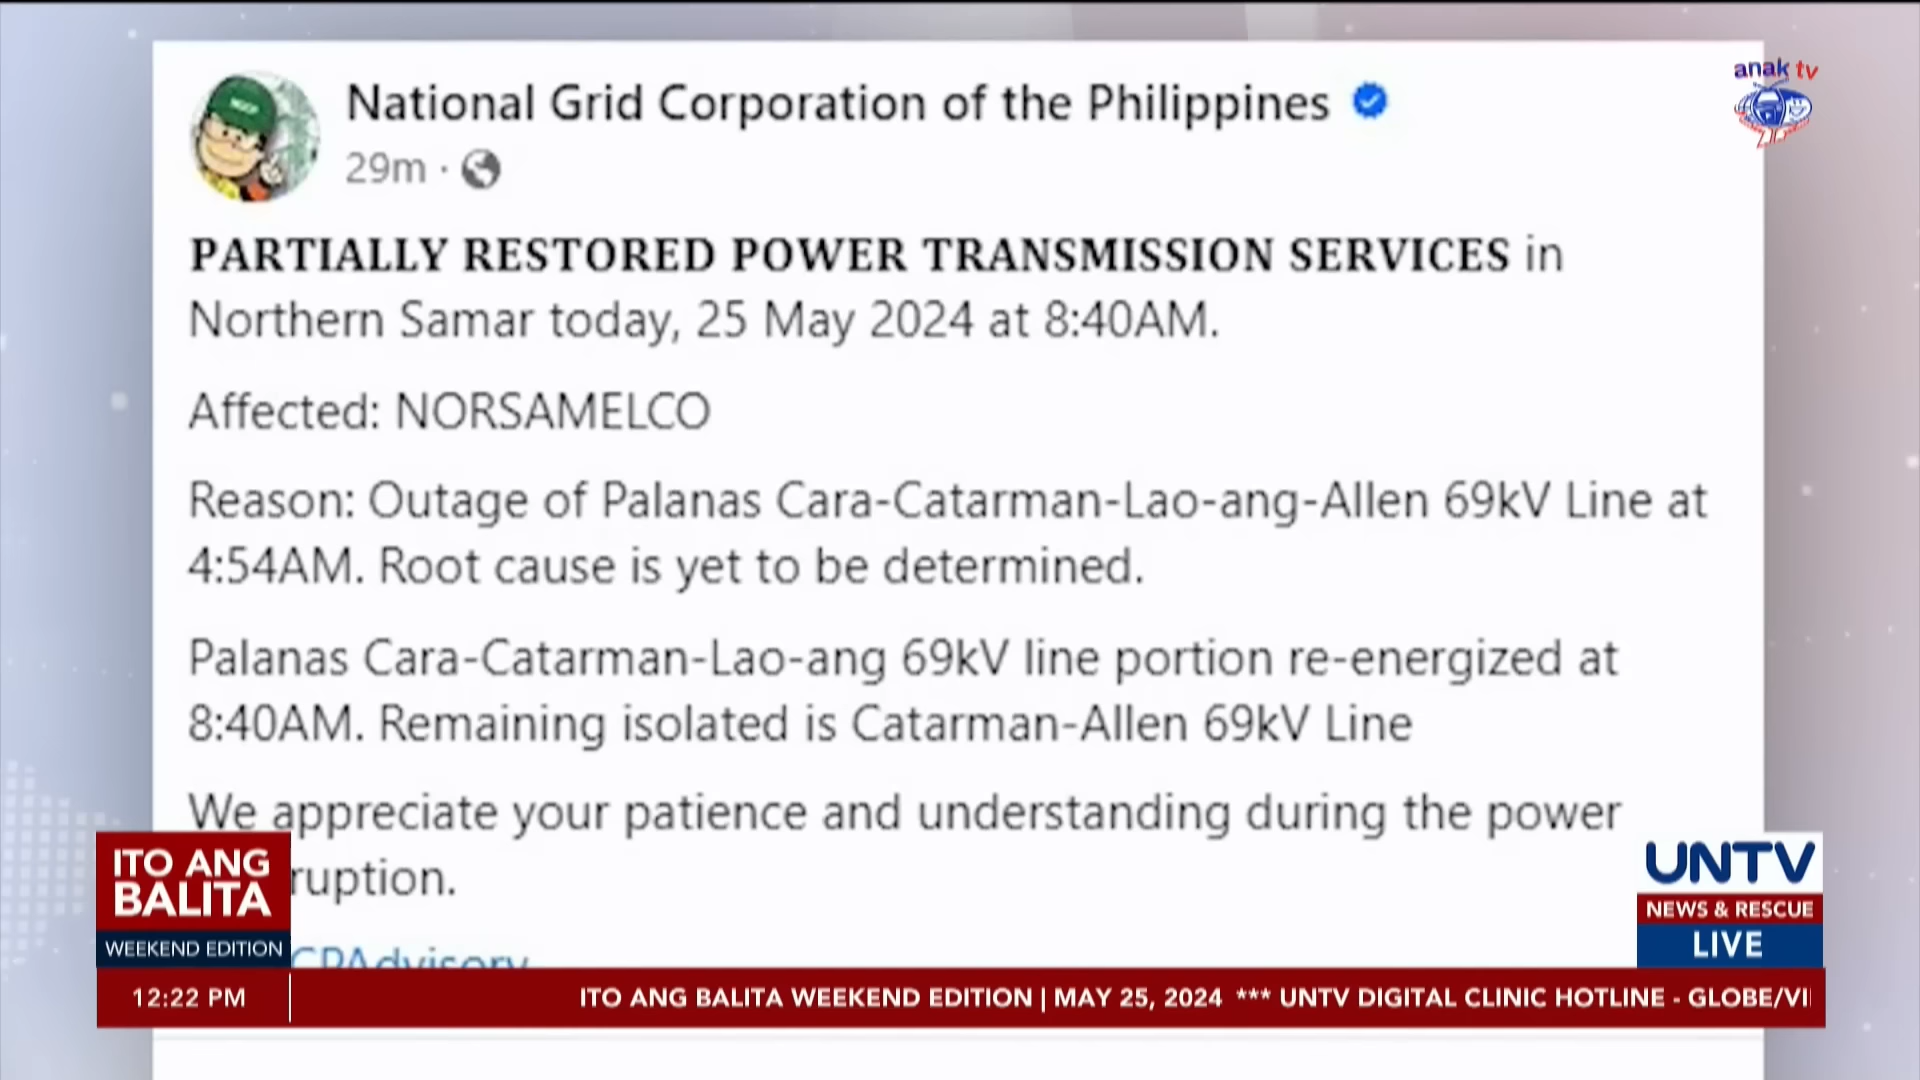 anak tv
National Grid Corporation of the Philippines
29m ·
PARTIALLY RESTORED POWER TRANSMISSION SERVICES in
Northern Samar today, 25 May 2024 at 8:40AM.
Affected: NORSAMELCO
Reason: Outage of Palanas Cara-Catarman-Lao-ang-Allen 69kV Line at
4:54AM. Root cause is yet to be determined.
Palanas Cara-Catarman-Lao-ang 69kV line portion re-energized at
8:40AM. Remaining isolated is Catarman-Allen 69kV Line
We appreciate your patience and understanding during the power
ruption.
CPAdvisory
ITO ANG
BALITA
WEEKEND EDITION
UNTV
NEWS & RESCUE
LIVE
12:22 PM
ITO ANG BALITA WEEKEND EDITION | MAY 25, 2024 *** UNTV DIGITAL CLINIC HOTLINE - GLOBE/VI